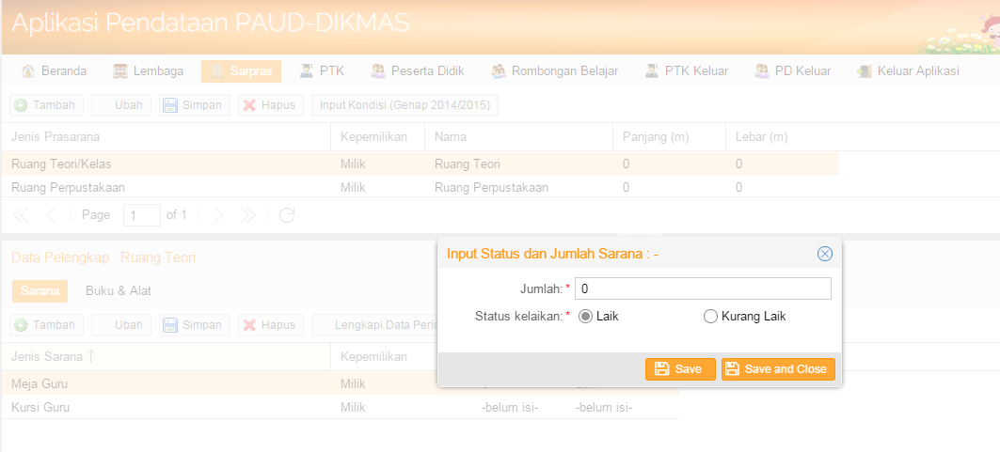 Aplikasi Pendataan PAUD-DIKMAS
Beranda Lembaga Sarpras PTK Peserta Didik Rombongan Belajar PTK Keluar PD Keluar Keluar Aplikasi
Tambah Ubah Simpan Hapus Input Kondisi (Genap 2014/2015)
Jenis Prasarana Kepemilikan Nama Panjang (m) Lebar (m)
Ruang Teori/Kelas Milik Ruang Teori 0 0
Ruang Perpustakaan Milik Ruang Perpustakaan 0 0
Page 1 of 1
Data Pelengkap : Ruang Teori
Sarana Buku & Alat
Tambah Ubah Simpan Hapus Lengkapi Data
Jenis Sarana Kepemilikan
Meja Guru Milik
Kursi Guru Milik -belum isi- -belum isi-
Input Status dan Jumlah Sarana : -
Jumlah: * 0
Status kelaikan: * Laik Kurang Laik
Save Save and Close